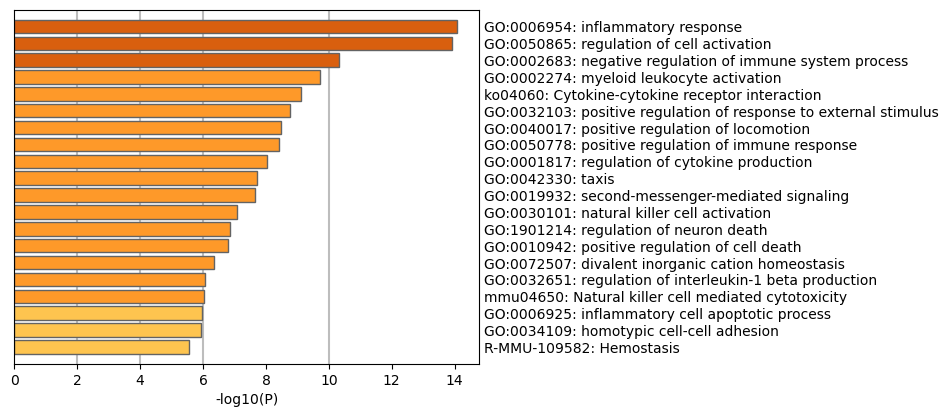 GO:0006954: inflammatory response
GO:0050865: regulation of cell activation
GO:0002683: negative regulation of immune system process
GO:0002274: myeloid leukocyte activation
ko04060: Cytokine-cytokine receptor interaction
GO:0032103: positive regulation of response to external stimulus
GO:0040017: positive regulation of locomotion
GO:0050778: positive regulation of immune response
GO:0001817: regulation of cytokine production
GO:0042330: taxis
GO:0019932: second-messenger-mediated signaling
GO:0030101: natural killer cell activation
GO:1901214: regulation of neuron death
GO:0010942: positive regulation of cell death
GO:0072507: divalent inorganic cation homeostasis
GO:0032651: regulation of interleukin-1 beta production
mmu04650: Natural killer cell mediated cytotoxicity
GO:0006925: inflammatory cell apoptotic process
GO:0034109: homotypic cell-cell adhesion
R-MMU-109582: Hemostasis
0 2 4 6 8 10 12 14
-log10(P)